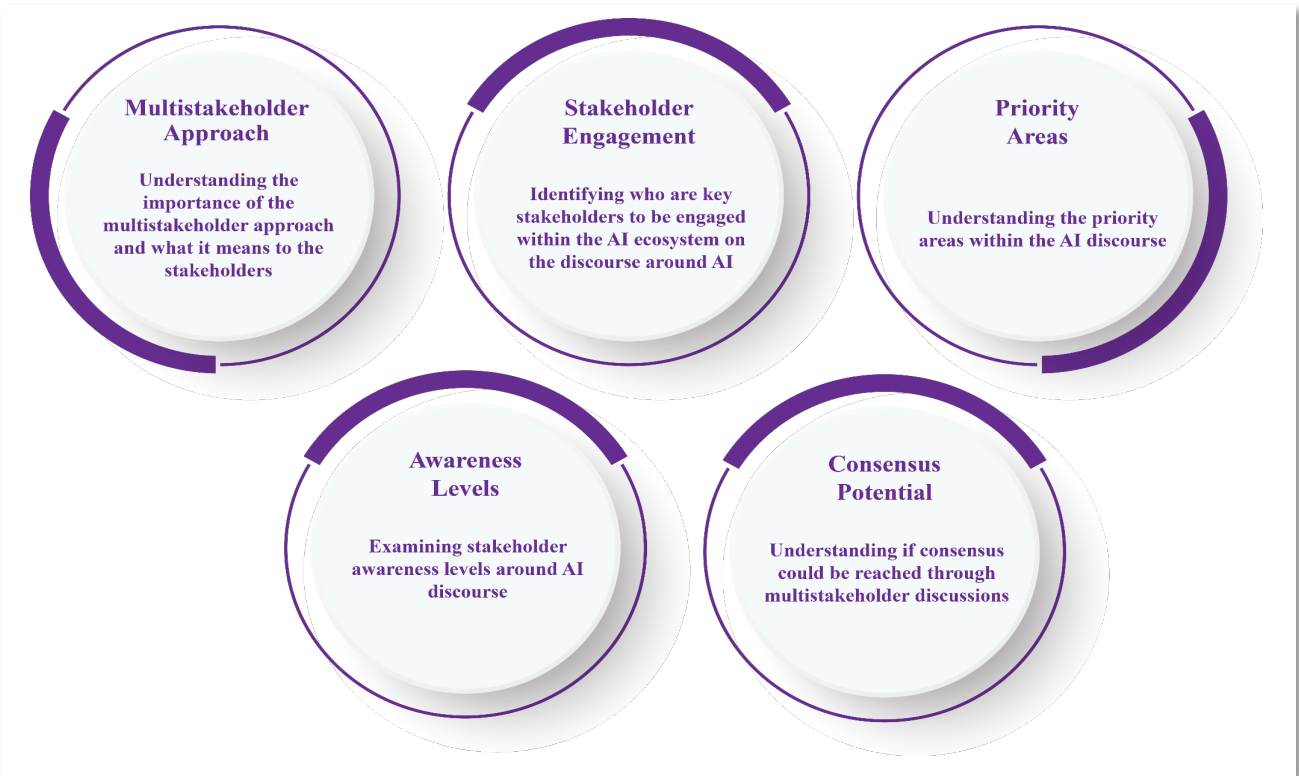 Multistakeholder
Approach
Understanding the
importance of the
multistakeholder approach
and what it means to the
stakeholders
Stakeholder
Engagement
Identifying who are key
stakeholders to be engaged
within the AI ecosystem on
the discourse around AI
Priority
Areas
Understanding the priority
areas within the AI discourse
Awareness
Levels
Examining stakeholder
awareness levels around AI
discourse
Consensus
Potential
Understanding if consensus
could be reached through
multistakeholder discussions